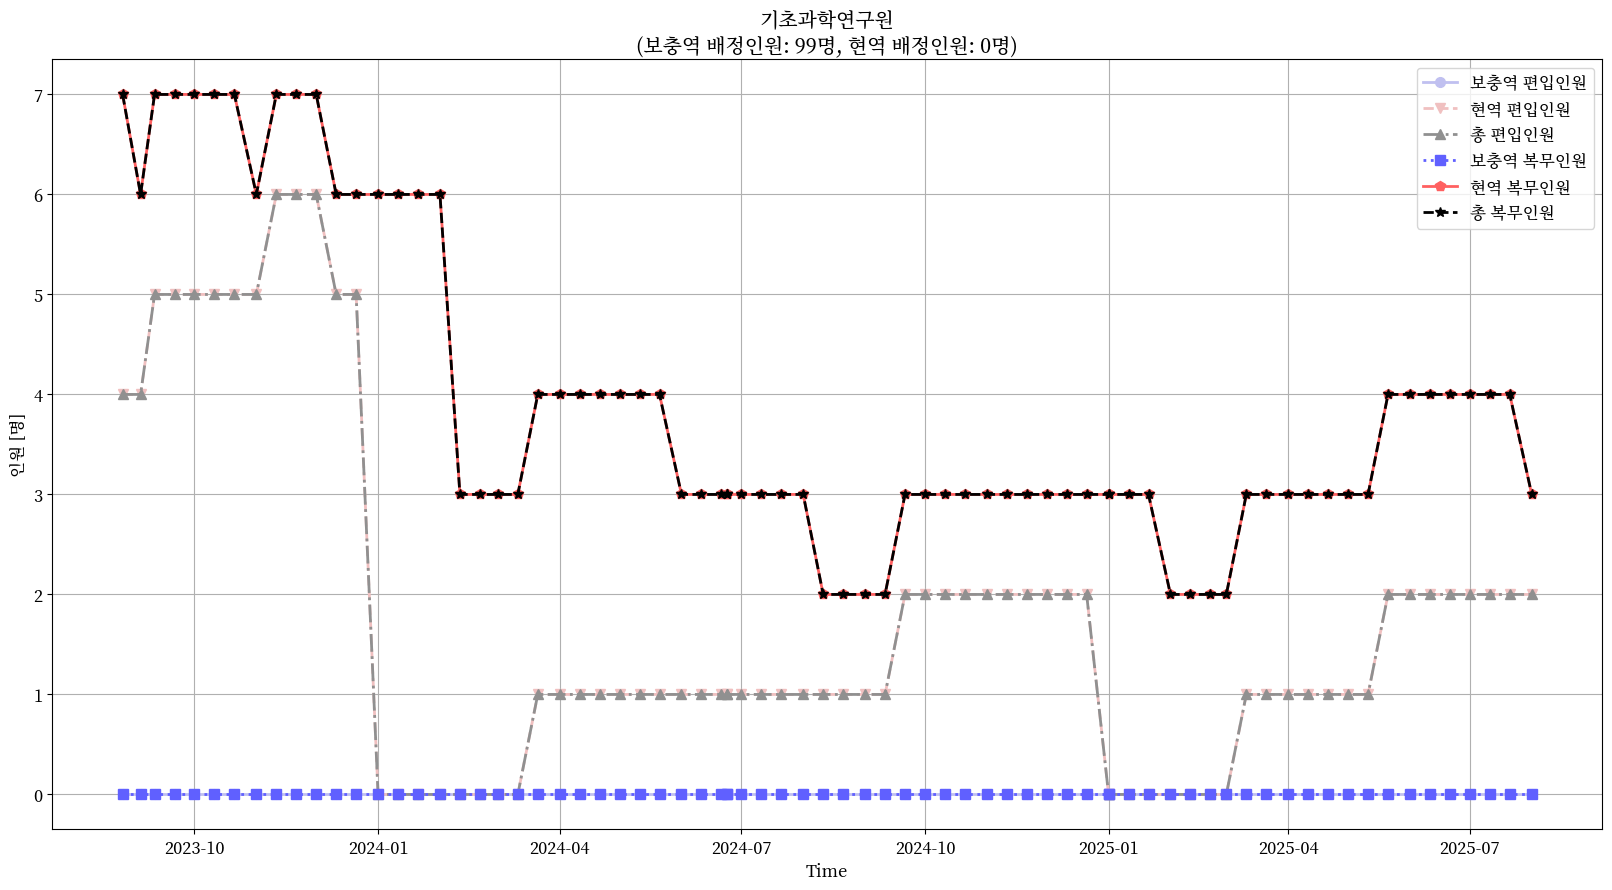 기초과학연구원
(보충역 배정인원: 99명, 현역 배정인원: 0명)
보충역 편입인원
현역 편입인원
총 편입인원
보충역 복무인원
현역 복무인원
총 복무인원
인원 [명]
7
6
5
4
3
2
1
0
2023-10 2024-01 2024-04 2024-07 2024-10 2025-01 2025-04 2025-07
Time